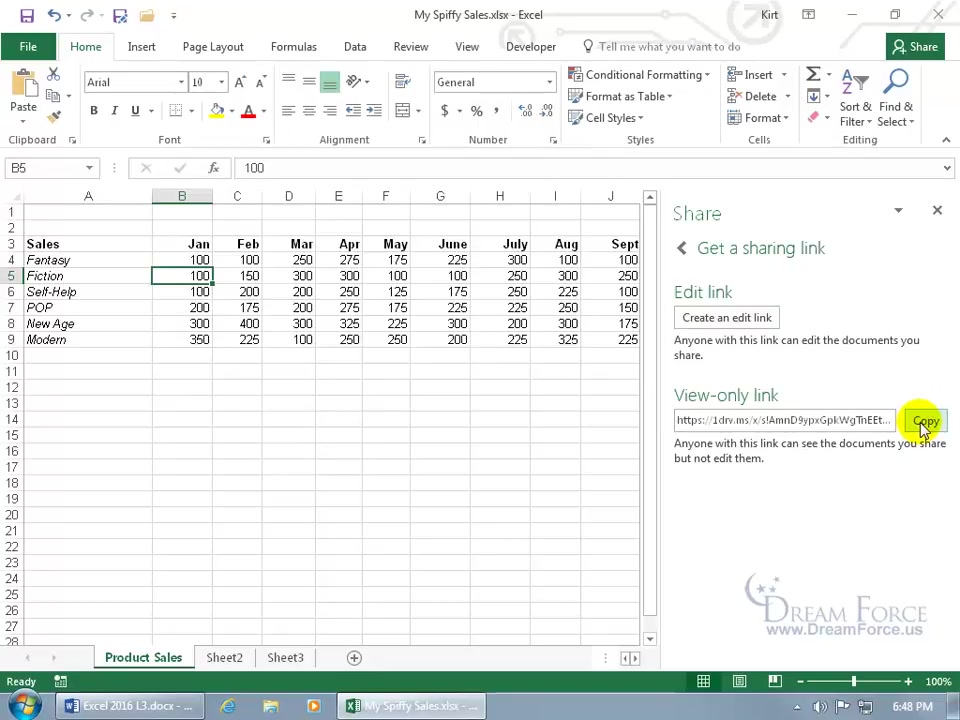 My Spiffy Sales.xlsx - Excel
Kirt
File Home Insert Page Layout Formulas Data Review View Developer Tell me what you want to do Share
Paste
Arial 10
B I U
General
$ % ,
Conditional Formatting
Format as Table
Cell Styles
Insert
Delete
Format
Sort & Filter
Find & Select
Clipboard Font Alignment Number Styles Cells Editing
B5 fx 100
A B C D E F G H I J
1
2
3 Sales Jan Feb Mar Apr May June July Aug Sept
4 Fantasy 100 100 250 275 175 225 300 100 100
5 Fiction 100 150 300 300 100 100 250 300 250
6 Self-Help 100 200 200 250 125 175 250 225 100
7 POP 200 175 200 275 175 225 225 250 150
8 New Age 300 400 300 325 225 300 200 300 175
9 Modern 350 225 100 250 250 200 225 325 225
10
11
12
13
14
15
16
17
18
19
20
21
22
23
24
25
26
27
28
Share
Get a sharing link
Edit link
Create an edit link
Anyone with this link can edit the documents you
share.
View-only link
https://1drv.ms/x/s!AmnD9ypxGpkWgTnEEt... Copy
Anyone with this link can see the documents you share
but not edit them.
DREAM FORCE
www.DreamForce.us
Product Sales Sheet2 Sheet3
Ready 100%
Excel 2016 L3.docx - ... My Spiffy Sales.xlsx - ... 6:48 PM